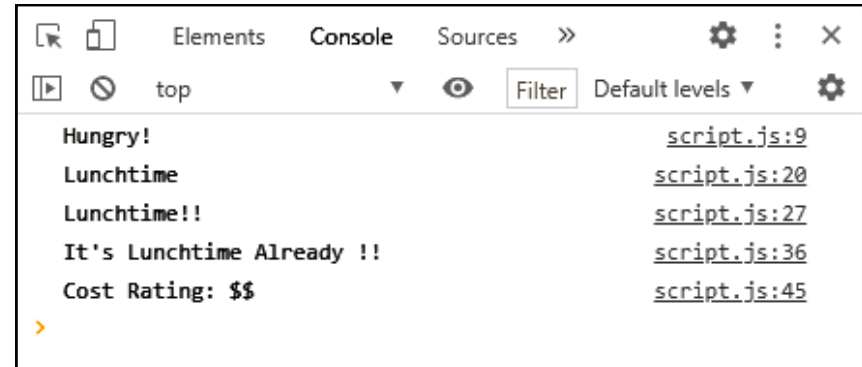 Elements Console Sources »
top Filter Default levels ▼
Hungry! script.js:9
Lunchtime script.js:20
Lunchtime!! script.js:27
It's Lunchtime Already !! script.js:36
Cost Rating: $$ script.js:45
>